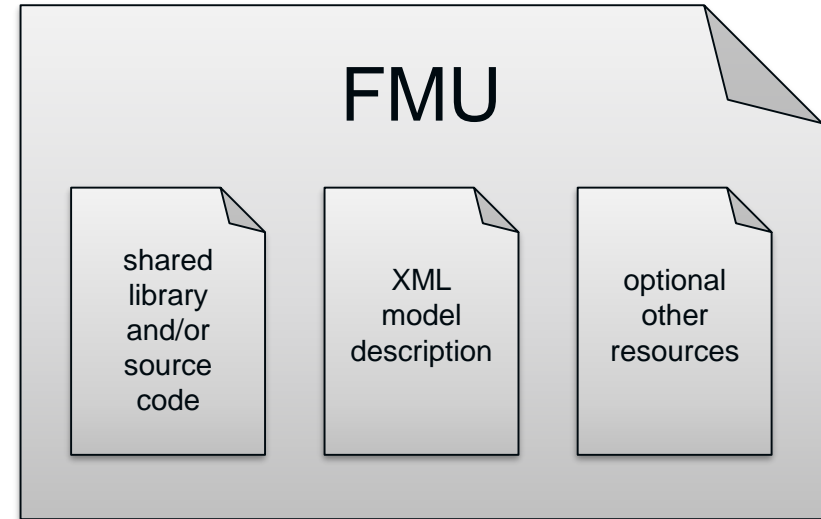 FMU
shared
library
and/or
source
code
XML
model
description
optional
other
resources